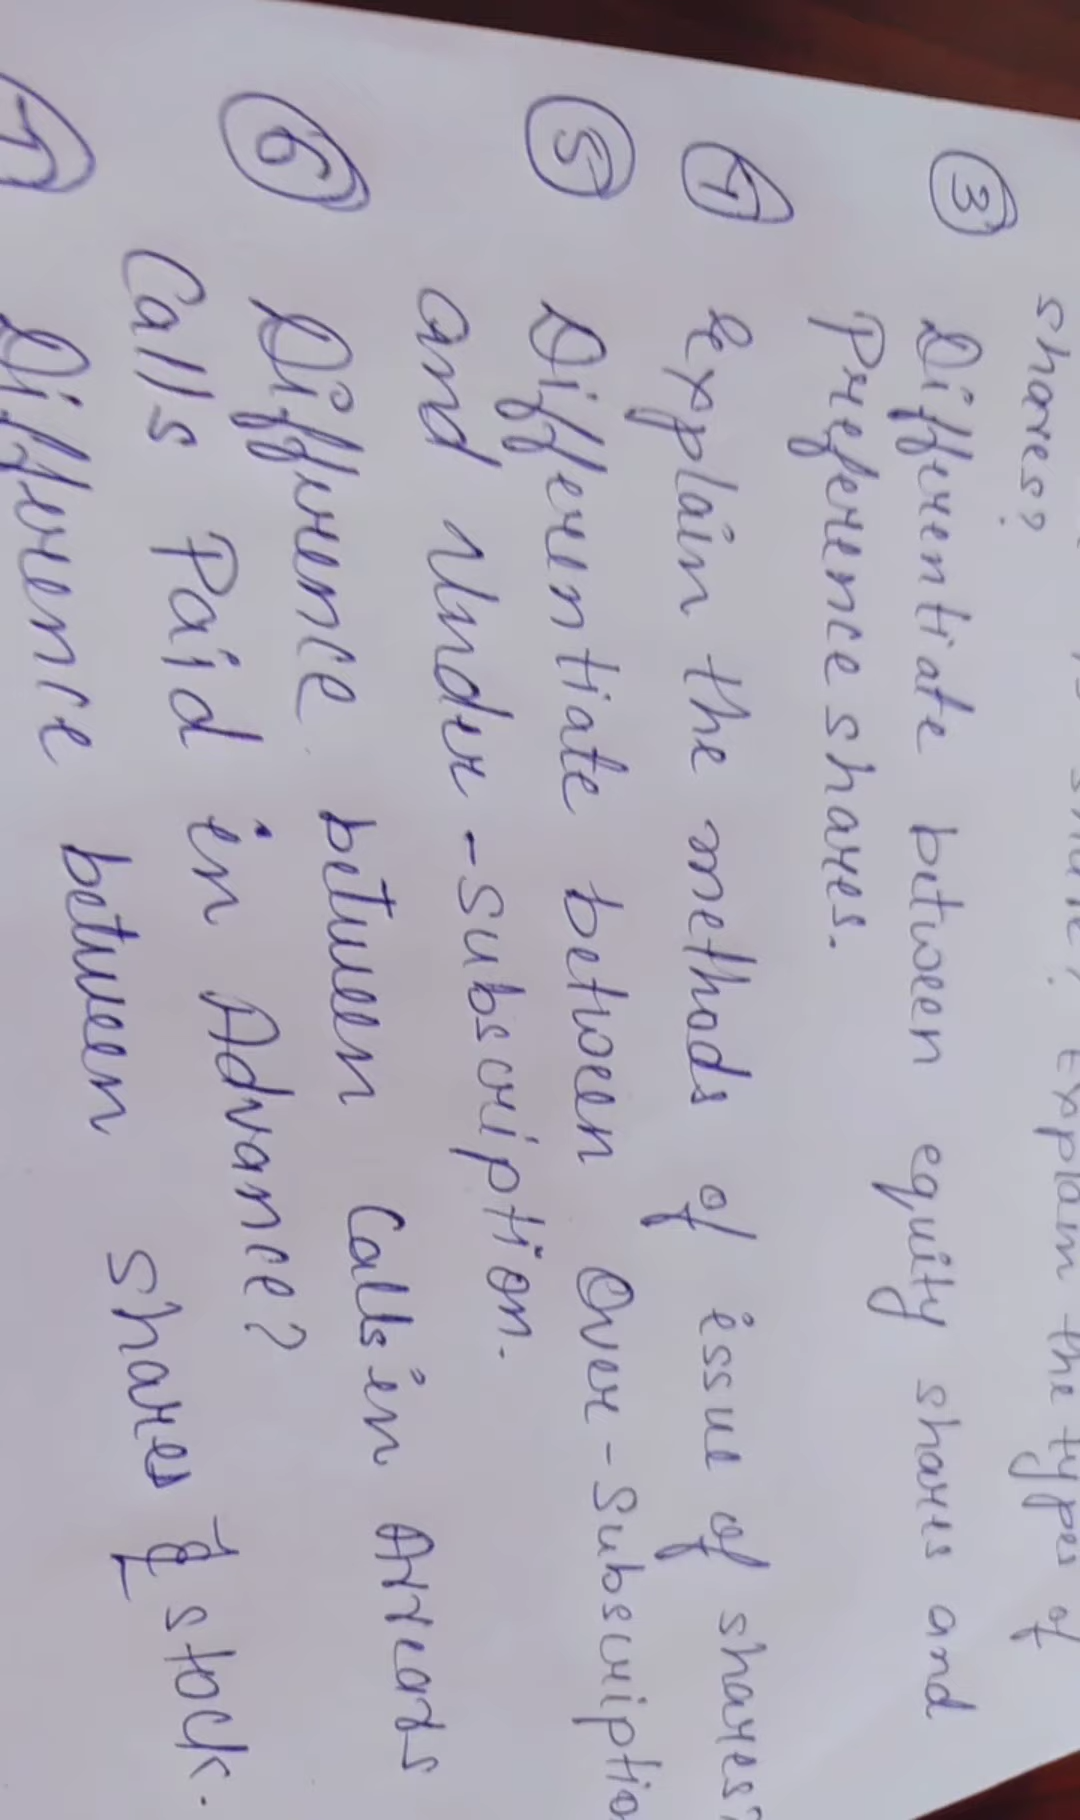 share? Explain the types of
shares?
③ Differentiate between equity shares and
Preference shares.
④ Explain the methods of issue of shares?
⑤ Differentiate between Over-Subscriptio
and Under-Subscription.
⑥ Difference between Calls in Arrears
Calls Paid in Advance?
⑦ Difference between shares & stock.